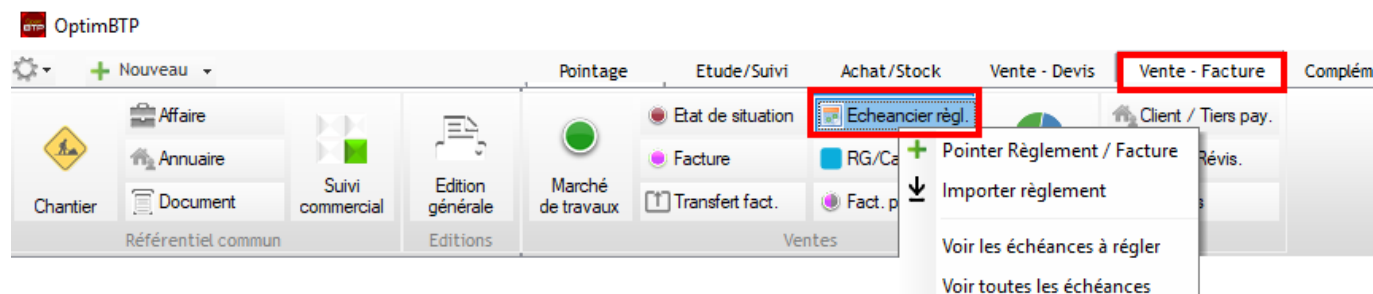 OptimBTP
Nouveau
Pointage Etude/Suivi Achat/Stock Vente - Devis Vente - Facture Complém
Affaire Etat de situation Echeancier règl. Client / Tiers pay.
Annuaire Facture RG/Ca Pointer Règlement / Facture Révis.
Chantier Document Suivi commercial Edition générale Marché de travaux Transfert fact. Fact. p Importer règlement s
Référentiel commun Editions Ventes
Voir les échéances à régler
Voir toutes les échéances